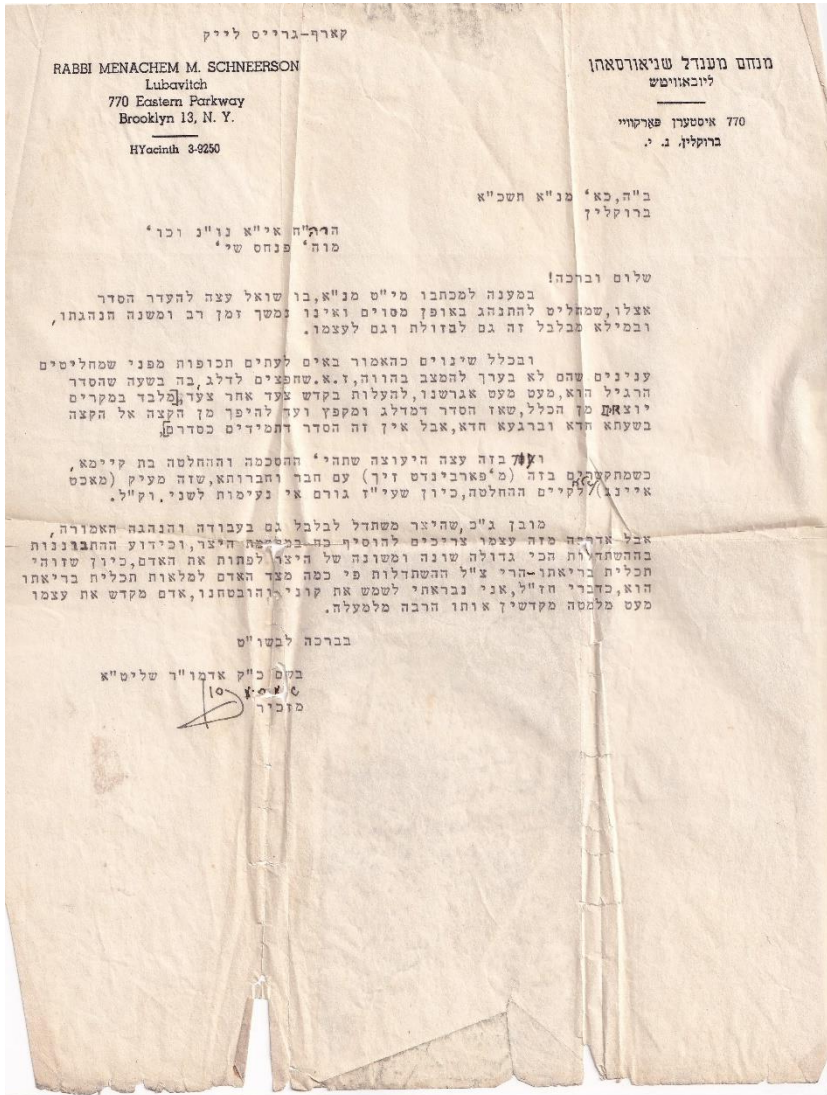 קארף-גרייס לייק
RABBI MENACHEM M. SCHNEERSON
Lubavitch
770 Eastern Parkway
Brooklyn 13, N. Y.
HYacinth 3-9250
מנחם מענדל שניאורסאהן
ליובאוויטש
770 איסטערן פארקוויי
ברוקלין, נ. י.
ב"ה,כא' מנ"א תשכ"א
ברוקלין
הרה"ח אי"א נו"נ וכו'
מוה' פנחס שי'
שלום וברכה!
במענה למכתבו מי"ט מנ"א,בו שואל עצה להעדר הסדר
אצלו,שמחליט להתנהג באופן מסוים ואינו נמשך זמן רב ומשנה הנהגתו,
ובמילא מבלבל זה גם לבזולת וגם לעצמו.
ובכלל שינוים כהאמור באים לעתים תכופות מפני שמחליטים
ענינים שהם לא בערך להמצב בהווה,ז.א.שחפצים לדלג,בה בשעה שהסדר
הרגיל הוא,מעט מעט אגרשנו,להעלות בקדש צעד אחר צעד,[מלבד במקרים
יוצאים מן הכלל,שאז הסדר דמדלג ומקפץ ועד להיפך מן הקצה אל הקצה
בשעתא חדא וברגעא חדא,אבל אין זה הסדר דתמידים כסדרם],
ועוד בזה עצה היעוצה שתהי' ההסכמה וההחלטה בת קיימא,
כשמתקשרים בזה (מ'פארבינדט זיך) עם חבר וחברותא,שזה מעיק (מאכט
איינג) לקיים ההחלטה,כיון שעי"ז גורם אי נעימות לשני.וק"ל.
מובן ג"כ,שהיצר משתדל לבלבל גם בעבודה והנהגה האמורה,
אבל אדרבה מזה עצמו צריכים להוסיף כח במלחמת היצר,וכידוע ההתבוננות
בההשתדלות הכי גדולה שונה ומשונה של היצר לפתות את האדם,כיון שזוהי
תכלית בריאתו-הרי צ"ל ההשתדלות פי כמה מצד האדם למלאות תכלית בריאתו
הוא,כדברי חז"ל,אני נבראתי לשמש את קוני,והובטחנו,אדם מקדש את עצמו
מעט מלמטה מקדשין אותו הרבה מלמעלה.
בברכה לבשו"ט
בשם כ"ק אדמו"ר שליט"א
מזכיר